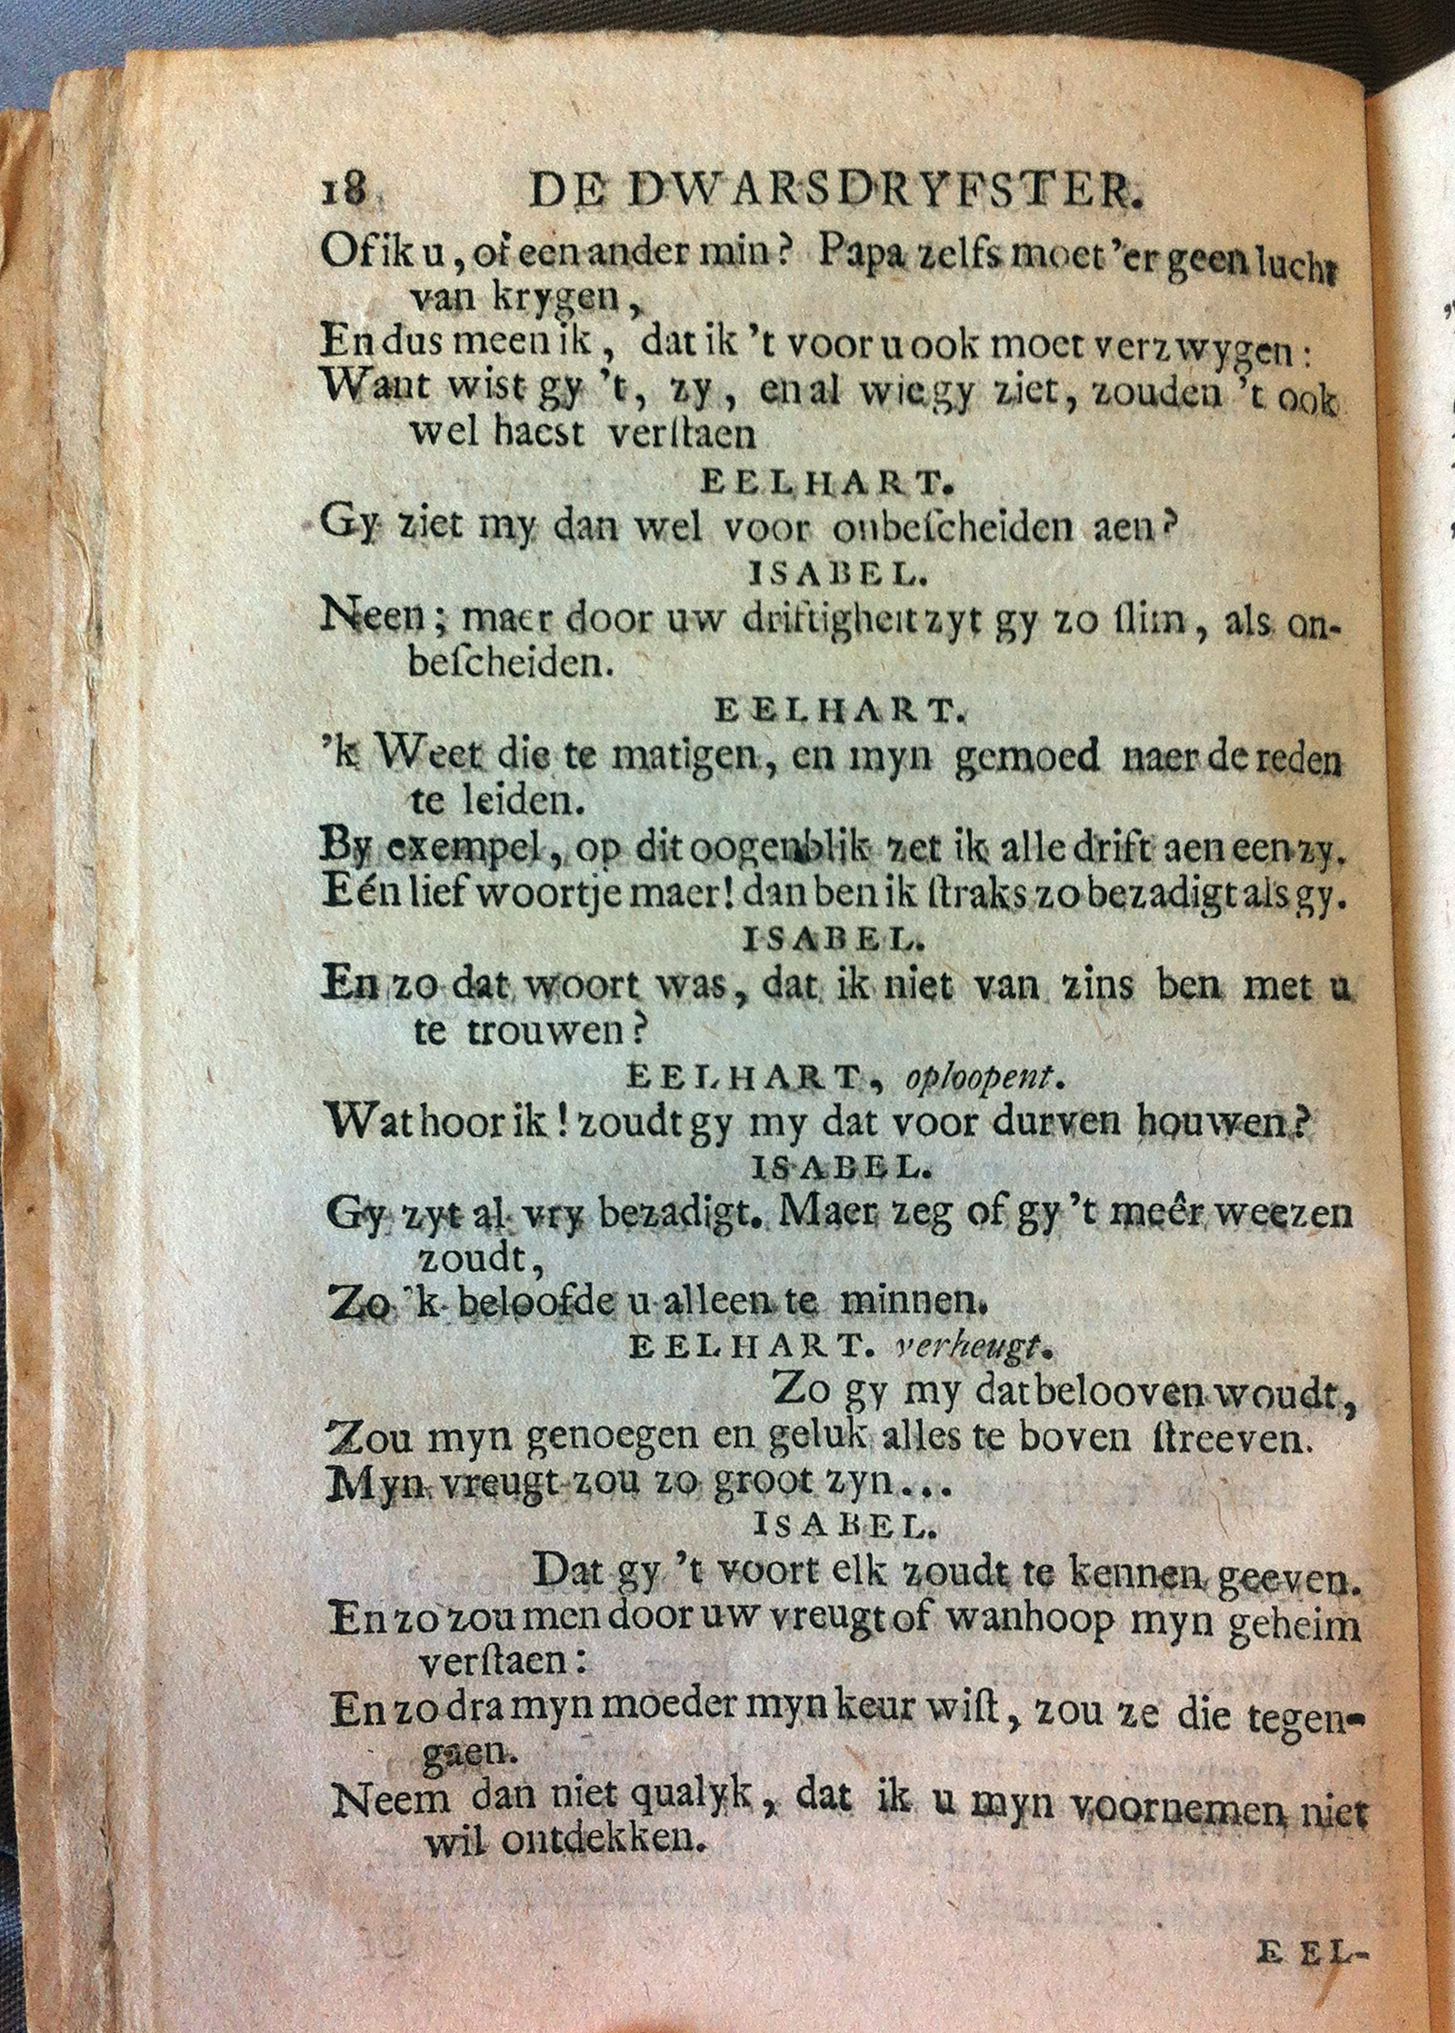 18 DE DWARSDRYFSTER.
Of ik u, of een ander min? Papa zelfs moet 'er geen lucht
van krygen,
En dus meen ik, dat ik 't voor u ook moet verzwygen:
Want wist gy 't, zy, en al wie gy ziet, zouden 't ook
wel haest verſtaen
EELHART.
Gy ziet my dan wel voor onbeſcheiden aen?
ISABEL.
Neen; maer door uw driftigheit zyt gy zo ſlim, als on-
beſcheiden.
EELHART.
'k Weet die te matigen, en myn gemoed naer de reden
te leiden.
By exempel, op dit oogenblik zet ik alle drift aen een zy.
Eén lief woortje maer! dan ben ik ſtraks zo bezadigt als gy.
ISABEL.
En zo dat woort was, dat ik niet van zins ben met u
te trouwen?
EELHART, oploopent.
Wat hoor ik! zoudt gy my dat voor durven houwen?
ISABEL.
Gy zyt al vry bezadigt. Maer zeg of gy 't meêr weezen
zoudt,
Zo 'k beloofde u alleen te minnen.
EELHART. verheugt.
Zo gy my dat belooven woudt,
Zou myn genoegen en geluk alles te boven ſtreeven.
Myn vreugt zou zo groot zyn...
ISABEL.
Dat gy 't voort elk zoudt te kennen geeven.
En zo zou men door uw vreugt of wanhoop myn geheim
verſtaen:
En zo dra myn moeder myn keur wiſt, zou ze die tegen-
gaen.
Neem dan niet qualyk, dat ik u myn voornemen niet
wil ontdekken.
EEL-